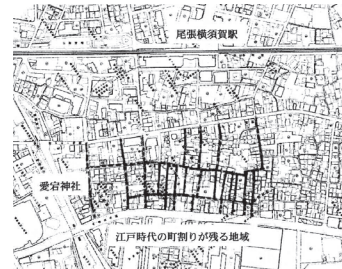 尾張横須賀駅
愛宕神社
江戸時代の町割りが残る地域